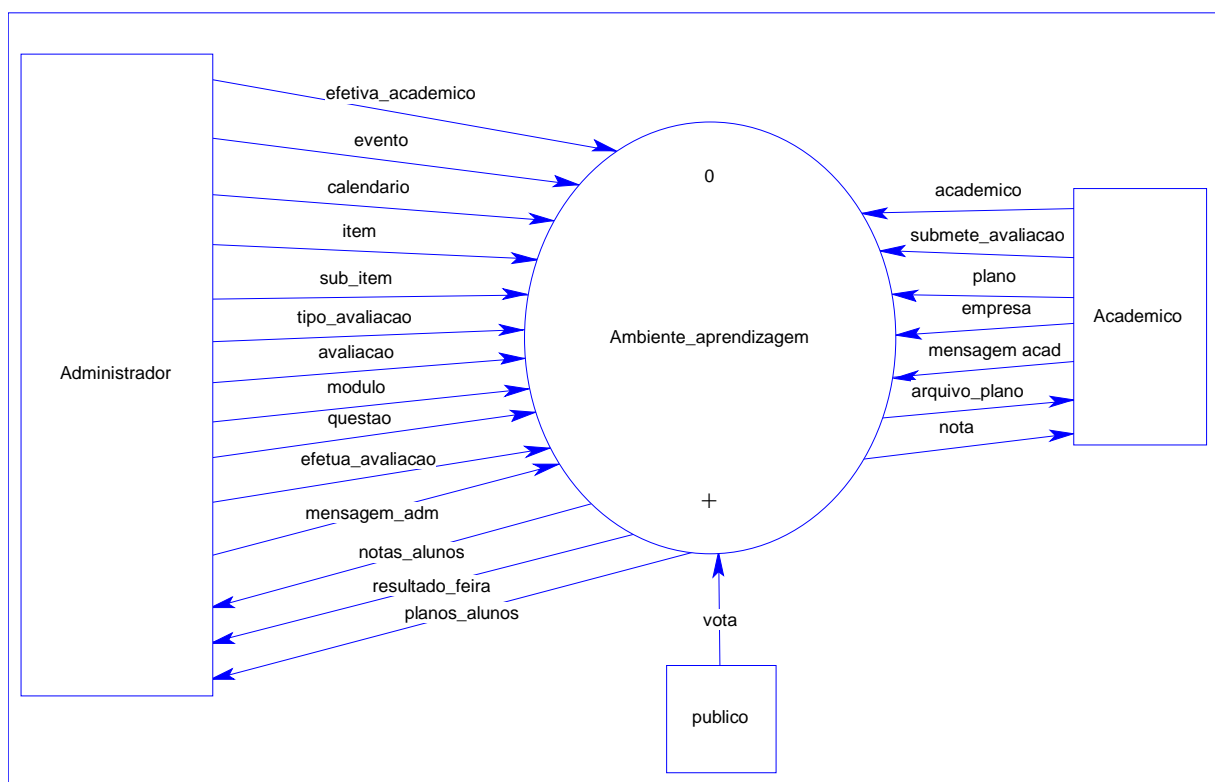 efetiva_academico
evento
calendário
item
sub_item
tipo_avaliacao
avaliacao
modulo
questao
efetua_avaliacao
mensagem_adm
notas_alunos
resultado_feira
planos_alunos
Administrador
0
Ambiente_aprendizagem
+
academico
submete_avaliacao
plano
empresa
mensagem acad
arquivo_plano
nota
Academico
vota
publico